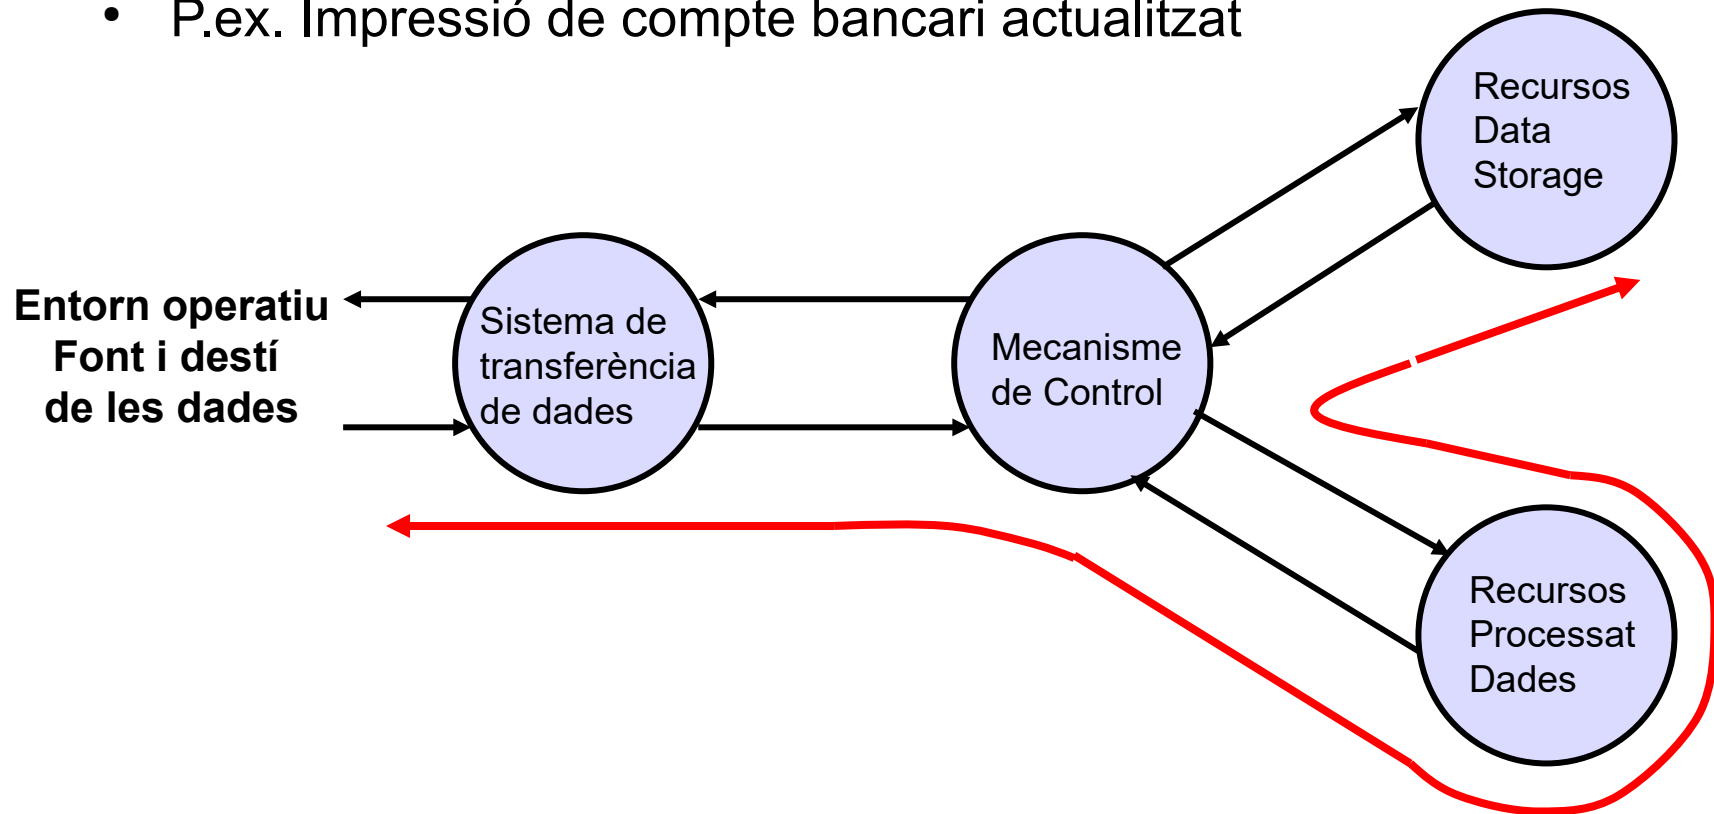 • P.ex. Impressió de compte bancari actualitzat
Recursos
Data
Storage
Entorn operatiu
Font i destí
de les dades
Sistema de
transferència
de dades
Mecanisme
de Control
Recursos
Processat
Dades